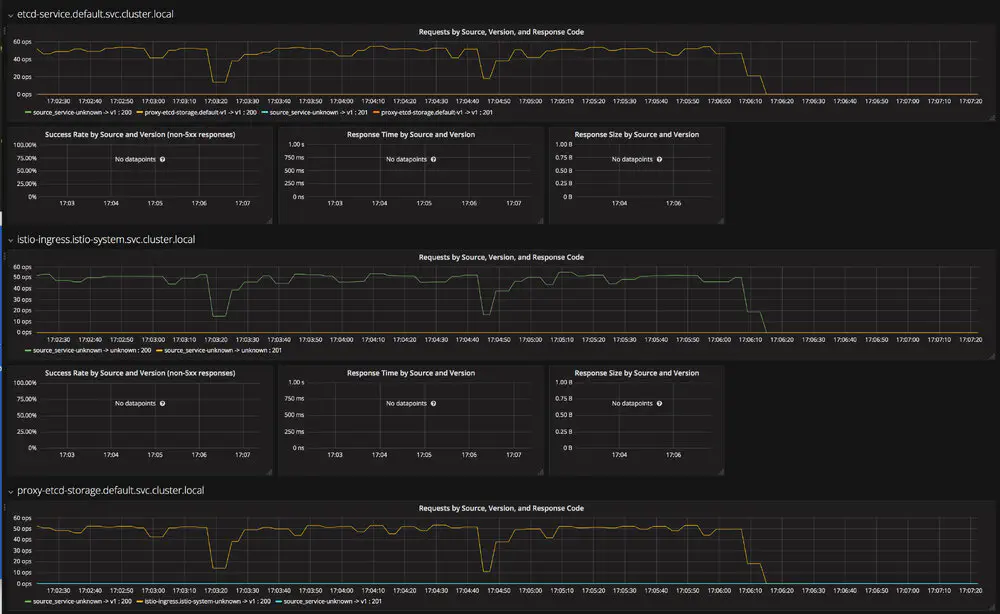 etcd-service.default.svc.cluster.local
Requests by Source, Version, and Response Code
60 ops
40 ops
20 ops
0 ops
17:02:30 17:02:40 17:02:50 17:03:00 17:03:10 17:03:20 17:03:30 17:03:40 17:03:50 17:04:00 17:04:10 17:04:20 17:04:30 17:04:40 17:04:50 17:05:00 17:05:10 17:05:20 17:05:30 17:05:40 17:05:50 17:06:00 17:06:10 17:06:20 17:06:30 17:06:40 17:06:50 17:07:00 17:07:10 17:07:20
source_service-unknown -> v1 : 200 proxy-etcd-storage.default-v1 -> v1 : 200 source_service-unknown -> v1 : 201 proxy-etcd-storage.default-v1 -> v1 : 201
Success Rate by Source and Version (non-5xx responses) Response Time by Source and Version Response Size by Source and Version
100.00% 1.00 s 1.00 B
75.00% No datapoints 750 ms No datapoints 0.75 B No datapoints
50.00% 500 ms 0.50 B
25.00% 250 ms 0.25 B
0% 0 ns 0 B
17:03 17:04 17:05 17:06 17:07 17:03 17:04 17:05 17:06 17:07 17:04 17:06
istio-ingress.istio-system.svc.cluster.local
Requests by Source, Version, and Response Code
60 ops
50 ops
40 ops
30 ops
20 ops
10 ops
0 ops
17:02:30 17:02:40 17:02:50 17:03:00 17:03:10 17:03:20 17:03:30 17:03:40 17:03:50 17:04:00 17:04:10 17:04:20 17:04:30 17:04:40 17:04:50 17:05:00 17:05:10 17:05:20 17:05:30 17:05:40 17:05:50 17:06:00 17:06:10 17:06:20 17:06:30 17:06:40 17:06:50 17:07:00 17:07:10 17:07:20
source_service-unknown -> unknown : 200 source_service-unknown -> unknown : 201
Success Rate by Source and Version (non-5xx responses) Response Time by Source and Version Response Size by Source and Version
100.00% 1.00 s 1.00 B
75.00% No datapoints 750 ms No datapoints 0.75 B No datapoints
50.00% 500 ms 0.50 B
25.00% 250 ms 0.25 B
0% 0 ns 0 B
17:03 17:04 17:05 17:06 17:07 17:03 17:04 17:05 17:06 17:07 17:04 17:06
proxy-etcd-storage.default.svc.cluster.local
Requests by Source, Version, and Response Code
60 ops
50 ops
40 ops
30 ops
20 ops
10 ops
0 ops
17:02:30 17:02:40 17:02:50 17:03:00 17:03:10 17:03:20 17:03:30 17:03:40 17:03:50 17:04:00 17:04:10 17:04:20 17:04:30 17:04:40 17:04:50 17:05:00 17:05:10 17:05:20 17:05:30 17:05:40 17:05:50 17:06:00 17:06:10 17:06:20 17:06:30 17:06:40 17:06:50 17:07:00 17:07:10 17:07:20
source_service-unknown -> v1 : 200 istio-ingress.istio-system-unknown -> v1 : 200 source_service-unknown -> v1 : 201